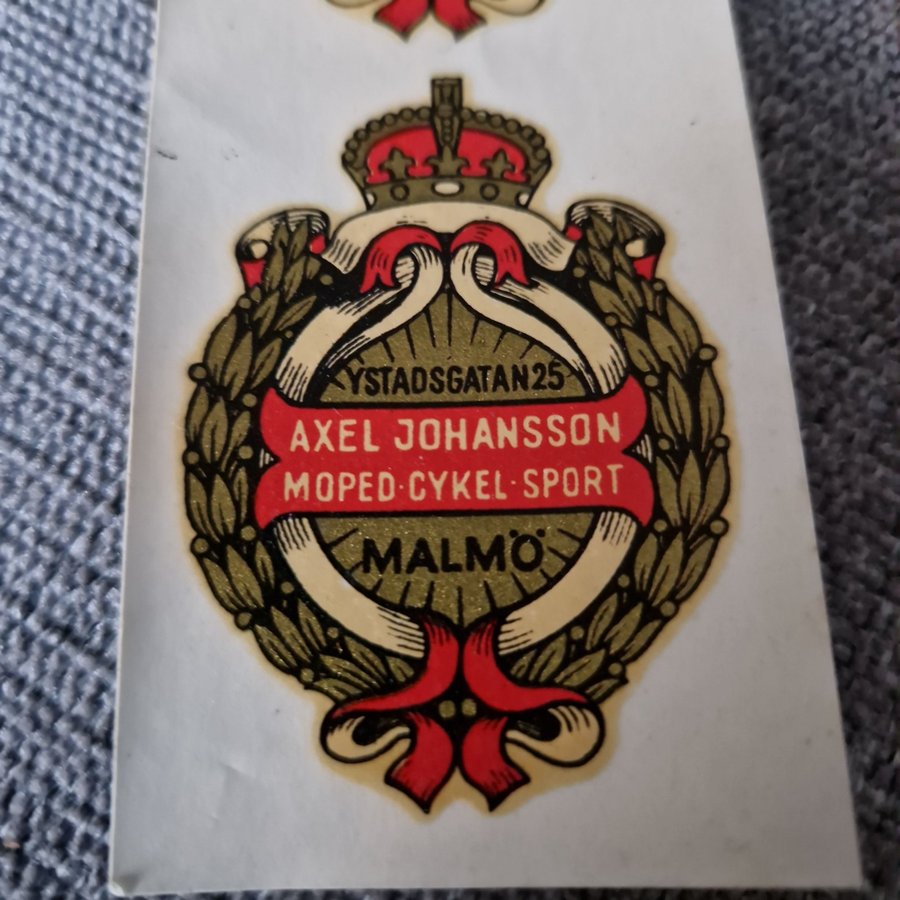 YSTADSGATAN 25
AXEL JOHANSSON
MOPED·CYKEL·SPORT
MALMÖ